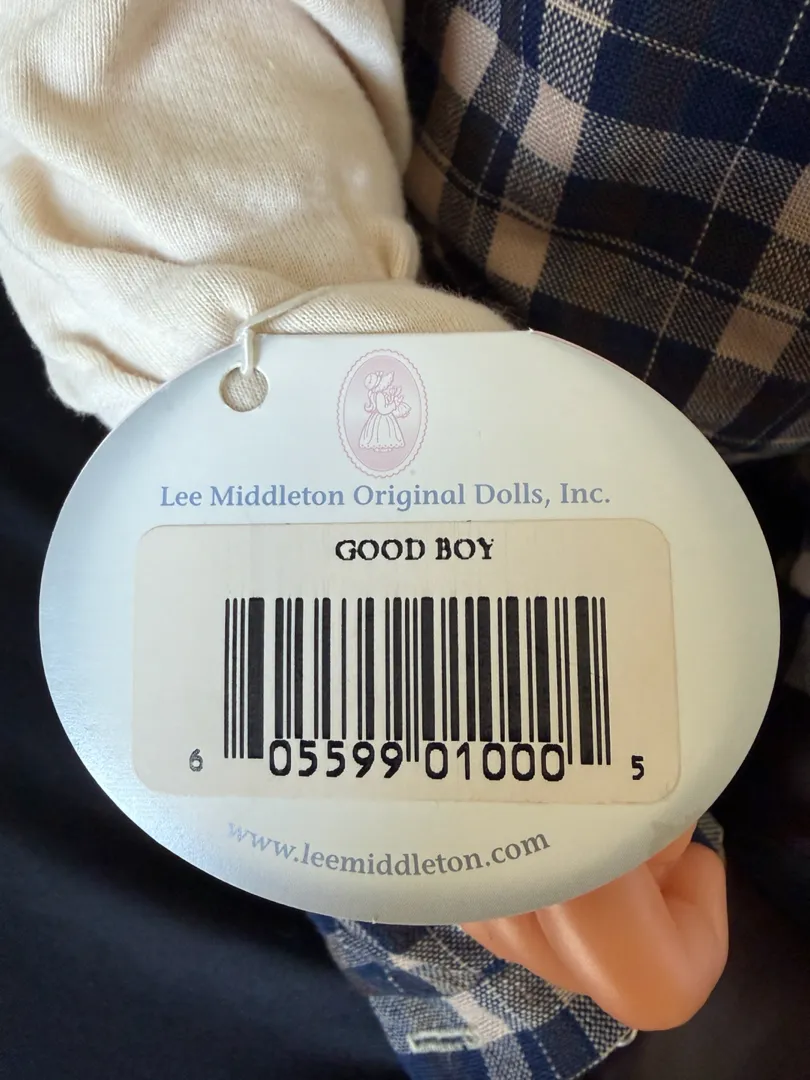 Lee Middleton Original Dolls, Inc.
GOOD BOY
6 05599 01000 5
www.leemiddleton.com